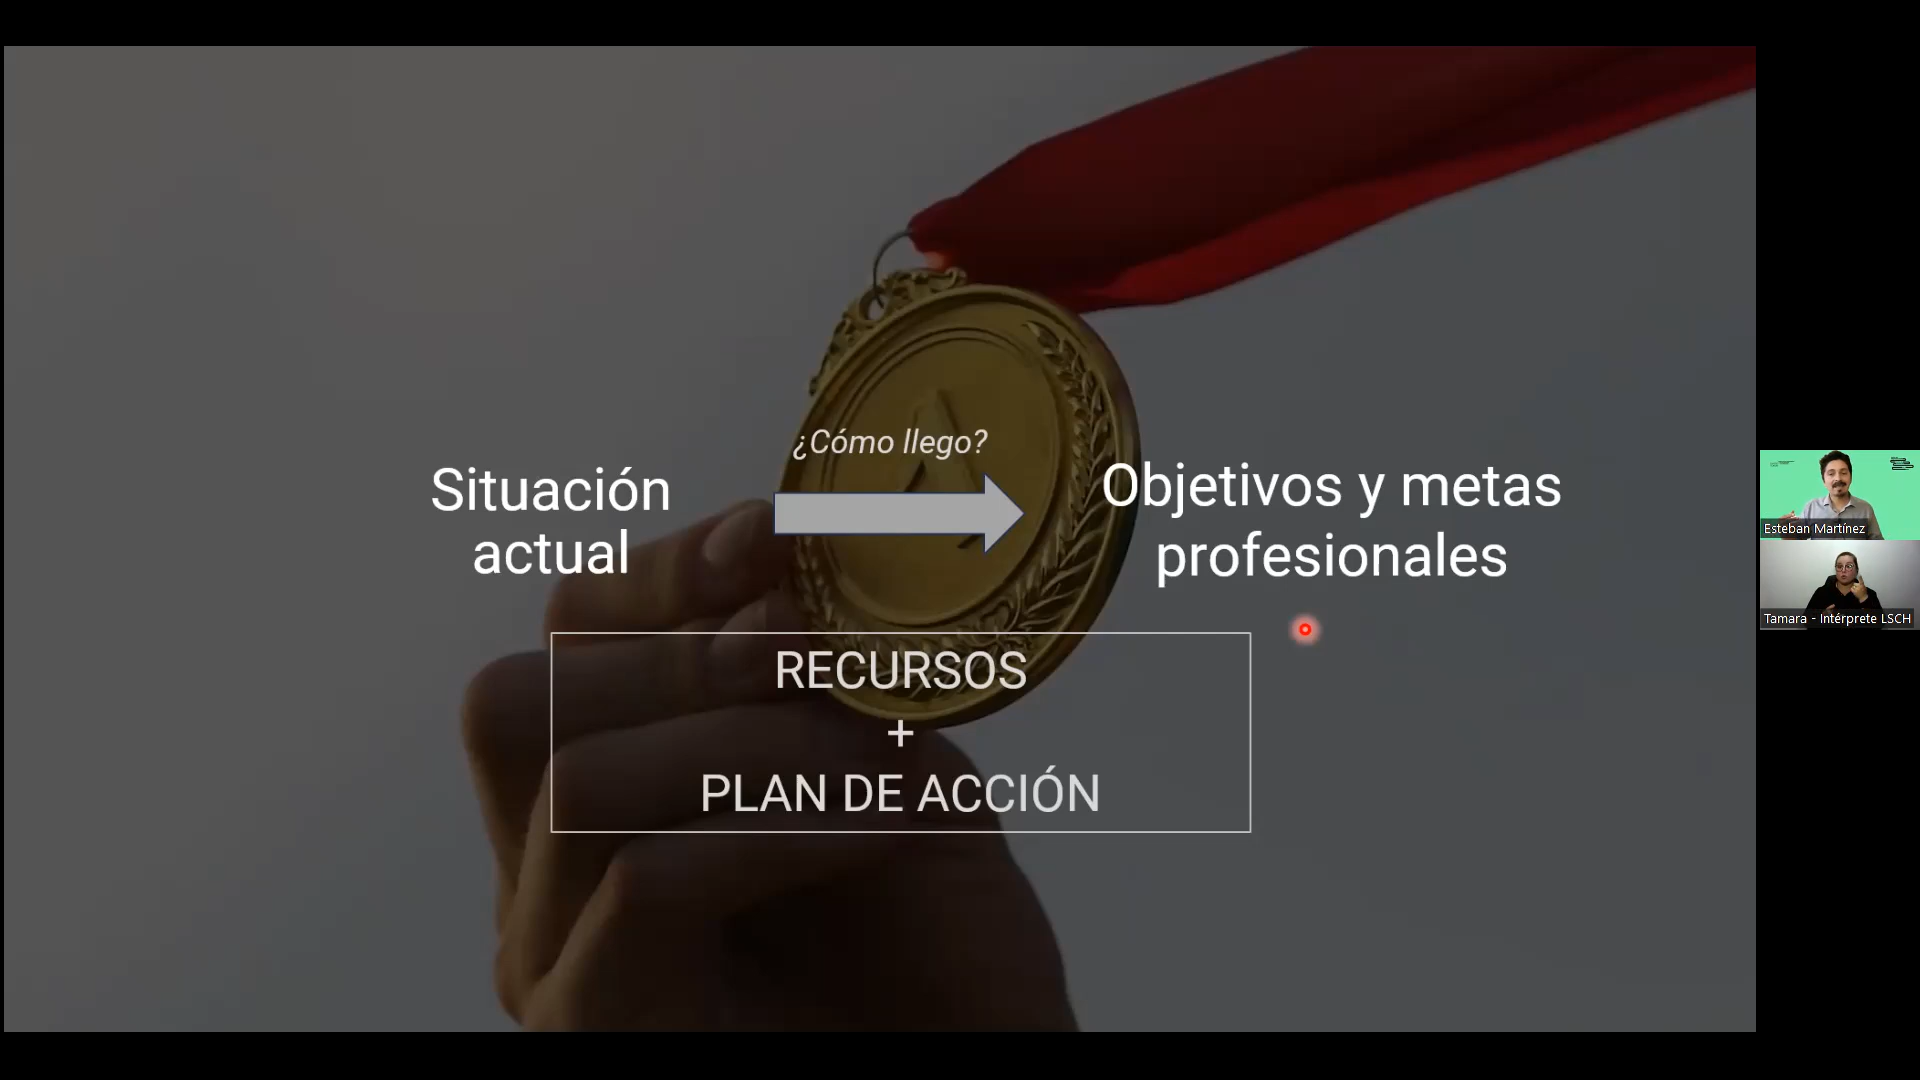 ¿Cómo llego?
Situación
actual
Objetivos y metas
profesionales
RECURSOS
+
PLAN DE ACCIÓN
Esteban Martínez
Tamara - Intérprete LSCH